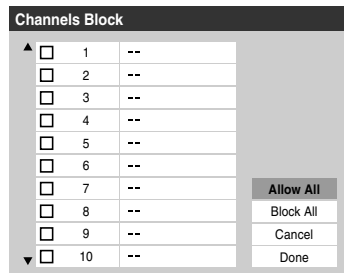 Channels Block
1 --
2 --
3 --
4 --
5 --
6 --
7 --
8 --
9 --
10 --
Allow All
Block All
Cancel
Done